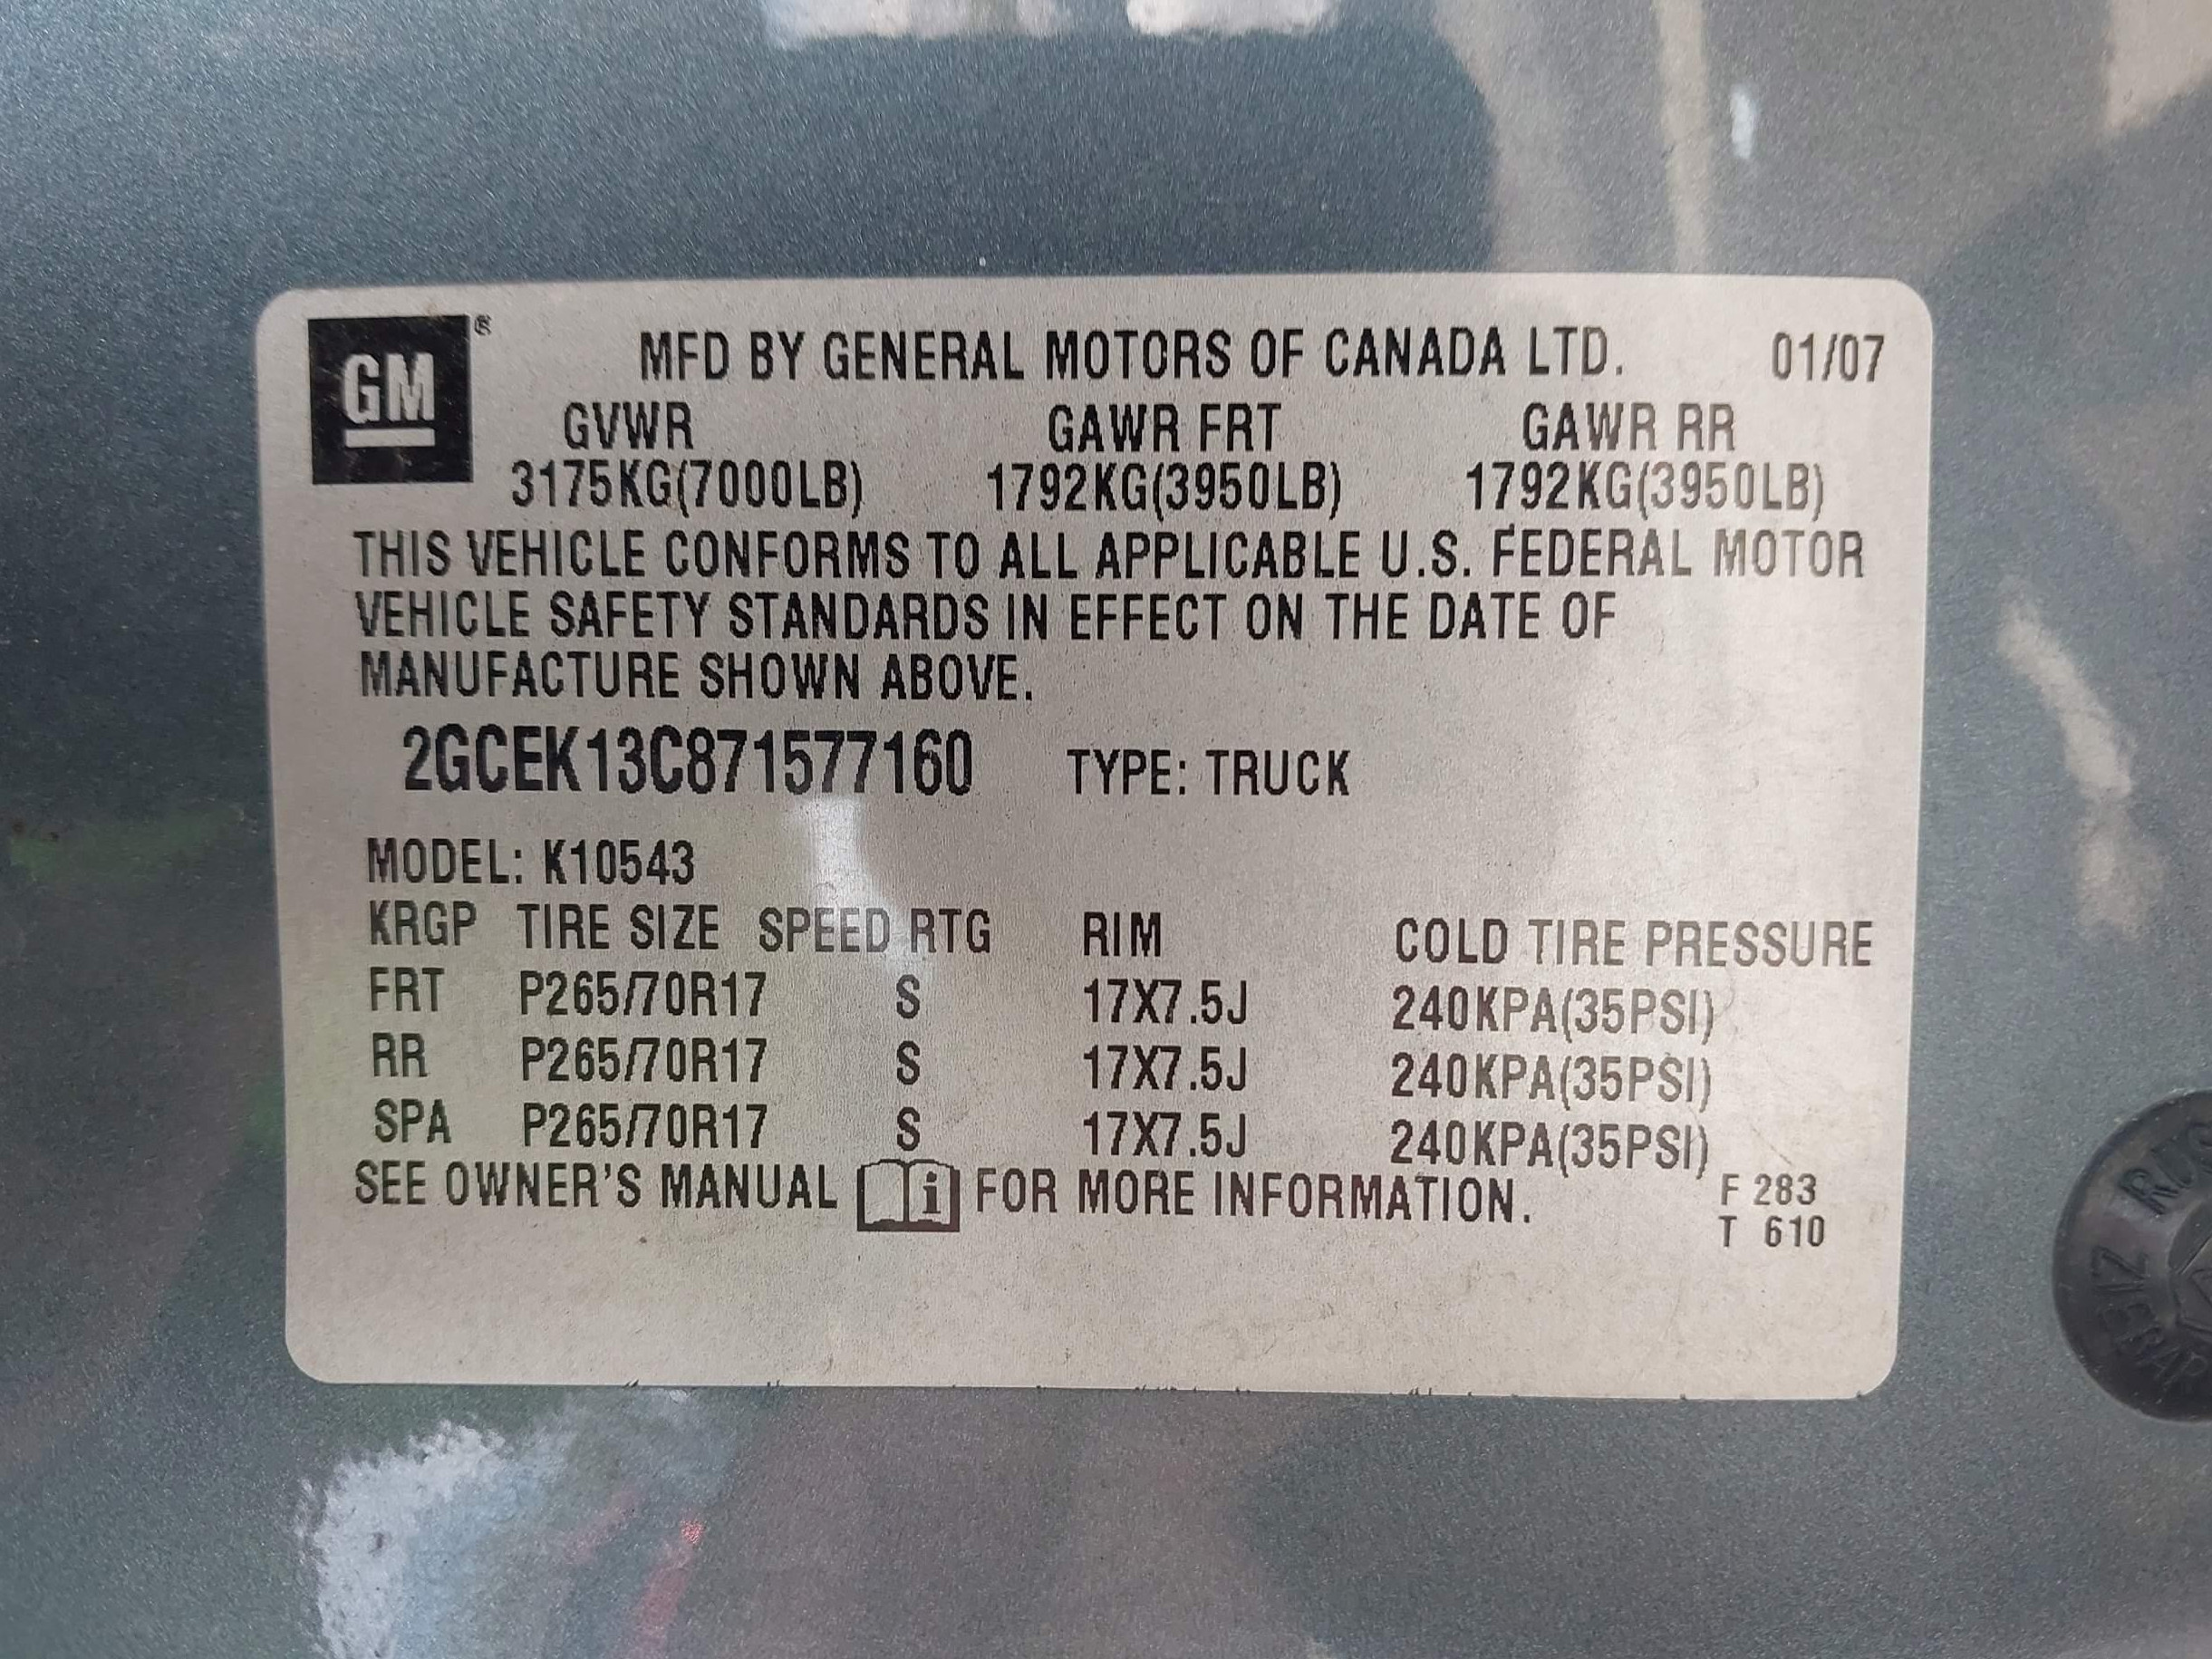 GM ®
MFD BY GENERAL MOTORS OF CANADA LTD. 01/07
GVWR GAWR FRT GAWR RR
3175KG(7000LB) 1792KG(3950LB) 1792KG(3950LB)
THIS VEHICLE CONFORMS TO ALL APPLICABLE U.S. FEDERAL MOTOR
VEHICLE SAFETY STANDARDS IN EFFECT ON THE DATE OF
MANUFACTURE SHOWN ABOVE.
2GCEK13C871577160 TYPE: TRUCK
MODEL: K10543
KRGP TIRE SIZE SPEED RTG RIM COLD TIRE PRESSURE
FRT P265/70R17 S 17X7.5J 240KPA(35PSI)
RR P265/70R17 S 17X7.5J 240KPA(35PSI)
SPA P265/70R17 S 17X7.5J 240KPA(35PSI)
SEE OWNER'S MANUAL i FOR MORE INFORMATION.
F 283
T 610